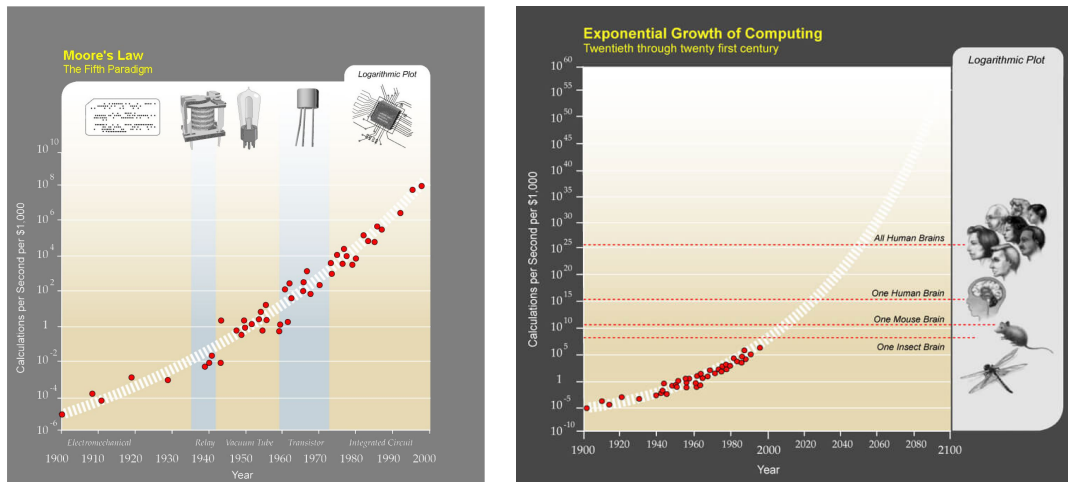 Moore's Law
The Fifth Paradigm
Logarithmic Plot
Calculations per Second per $1,000
10^10
10^8
10^6
10^4
10^2
1
10^-2
10^-4
10^-6
Electromechanical Relay Vacuum Tube Transistor Integrated Circuit
1900 1910 1920 1930 1940 1950 1960 1970 1980 1990 2000
Year
Exponential Growth of Computing
Twentieth through twenty first century
Logarithmic Plot
Calculations per Second per $1,000
10^60
10^55
10^50
10^45
10^40
10^35
10^30
10^25
10^20
10^15
10^10
10^5
1
10^-5
10^-10
All Human Brains
One Human Brain
One Mouse Brain
One Insect Brain
1900 1920 1940 1960 1980 2000 2020 2040 2060 2080 2100
Year